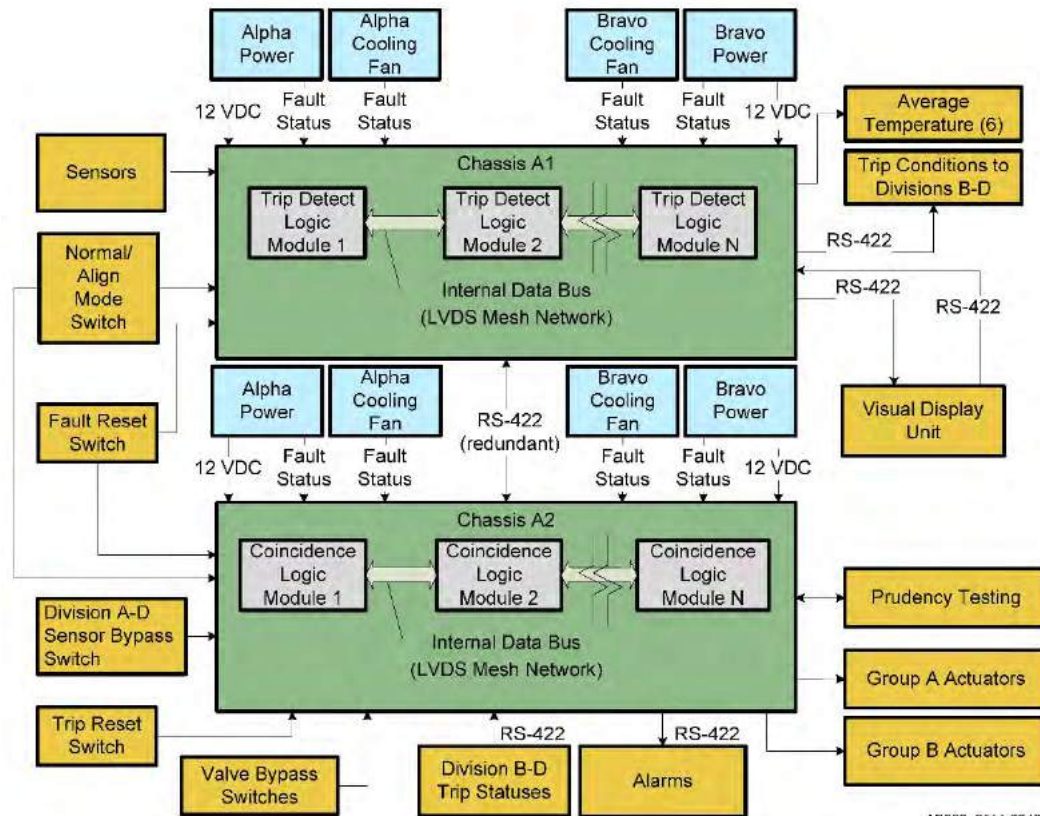 Alpha
Power
Alpha
Cooling
Fan
Bravo
Cooling
Fan
Bravo
Power
12 VDC
Fault
Status
Fault
Status
Fault
Status
Fault
Status
12 VDC
Average
Temperature (6)
Trip Conditions to
Divisions B-D
Sensors
Chassis A1
Trip Detect
Logic
Module 1
Trip Detect
Logic
Module 2
Trip Detect
Logic
Module N
Internal Data Bus
(LVDS Mesh Network)
Normal/
Align
Mode
Switch
RS-422
RS-422
RS-422
Alpha
Power
Alpha
Cooling
Fan
RS-422
(redundant)
Bravo
Cooling
Fan
Bravo
Power
Visual Display
Unit
Fault Reset
Switch
12 VDC
Fault
Status
Fault
Status
Fault
Status
Fault
Status
12 VDC
Chassis A2
Coincidence
Logic
Module 1
Coincidence
Logic
Module 2
Coincidence
Logic
Module N
Internal Data Bus
(LVDS Mesh Network)
Division A-D
Sensor Bypass
Switch
Prudency Testing
Group A Actuators
Group B Actuators
Trip Reset
Switch
RS-422
RS-422
Valve Bypass
Switches
Division B-D
Trip Statuses
Alarms